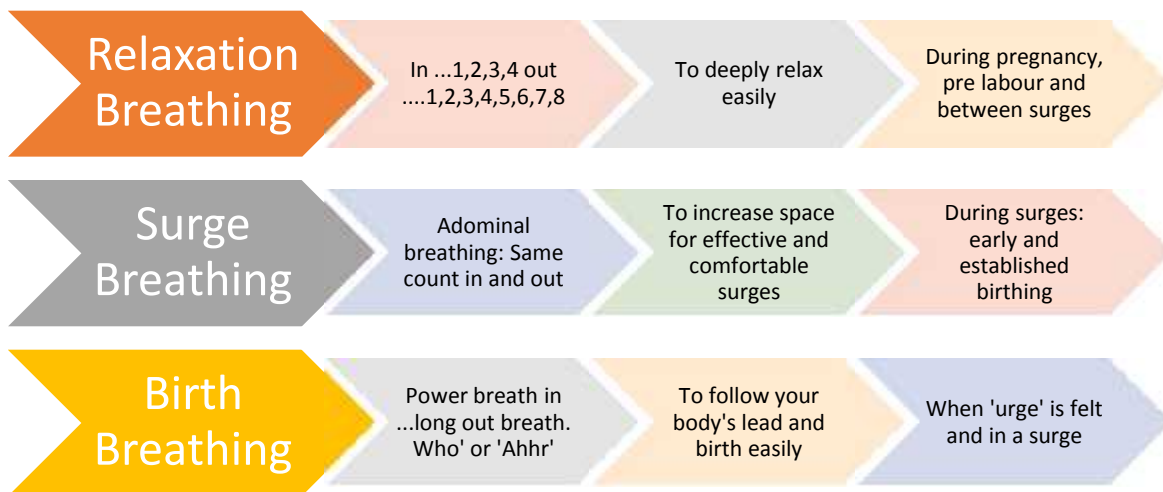 Relaxation
Breathing
In ...1,2,3,4 out
....1,2,3,4,5,6,7,8
To deeply relax
easily
During pregnancy,
pre labour and
between surges
Surge
Breathing
Adominal
breathing: Same
count in and out
To increase space
for effective and
comfortable
surges
During surges:
early and
established
birthing
Birth
Breathing
Power breath in
...long out breath.
Who' or 'Ahhr'
To follow your
body's lead and
birth easily
When 'urge' is felt
and in a surge